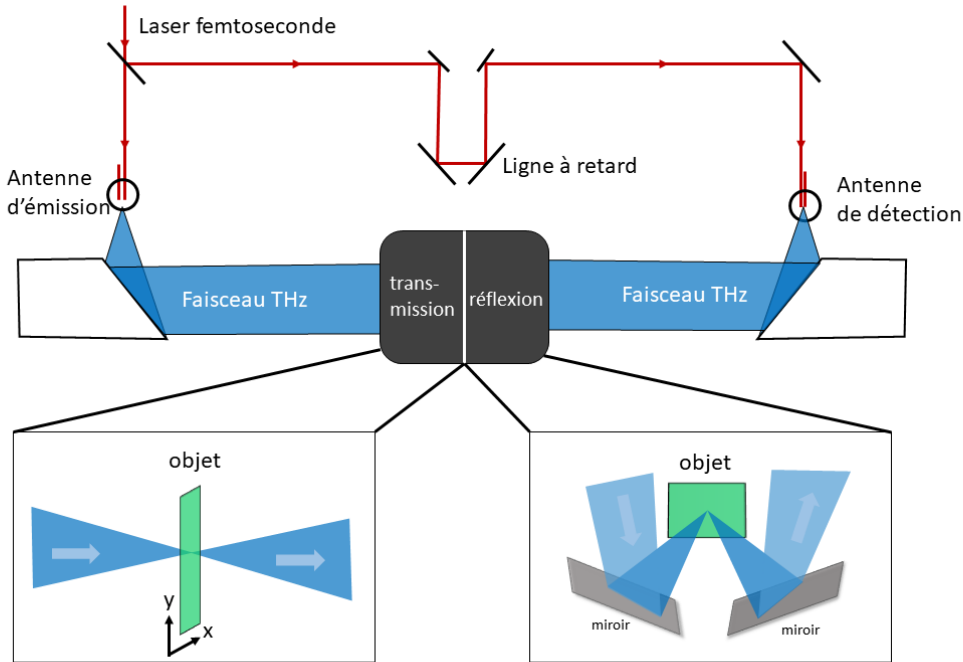 Laser femtoseconde
Ligne à retard
Antenne
d'émission
Antenne
de détection
Faisceau THz
trans-
mission
réflexion
Faisceau THz
objet
y
x
objet
miroir
miroir